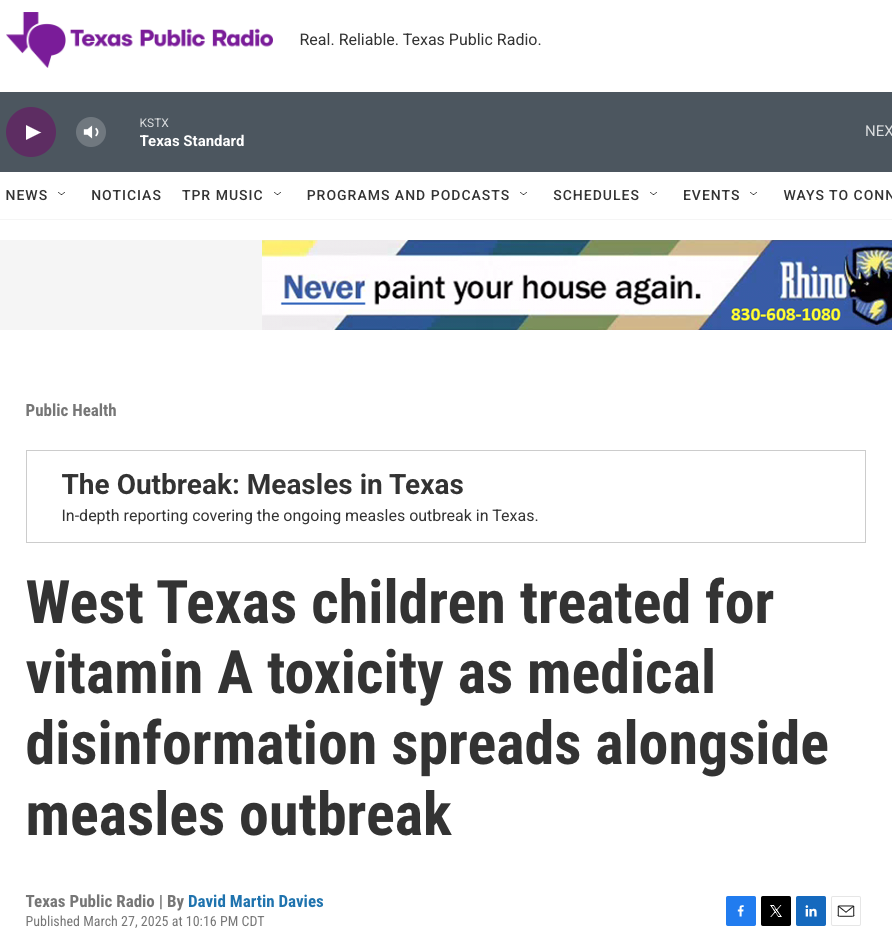 Texas Public Radio
Real. Reliable. Texas Public Radio.
KSTX
Texas Standard
NEX
NEWS
NOTICIAS
TPR MUSIC
PROGRAMS AND PODCASTS
SCHEDULES
EVENTS
WAYS TO CONN
Never paint your house again.
Rhino
830-608-1080
Public Health
The Outbreak: Measles in Texas
In-depth reporting covering the ongoing measles outbreak in Texas.
West Texas children treated for
vitamin A toxicity as medical
disinformation spreads alongside
measles outbreak
Texas Public Radio | By David Martin Davies
Published March 27, 2025 at 10:16 PM CDT